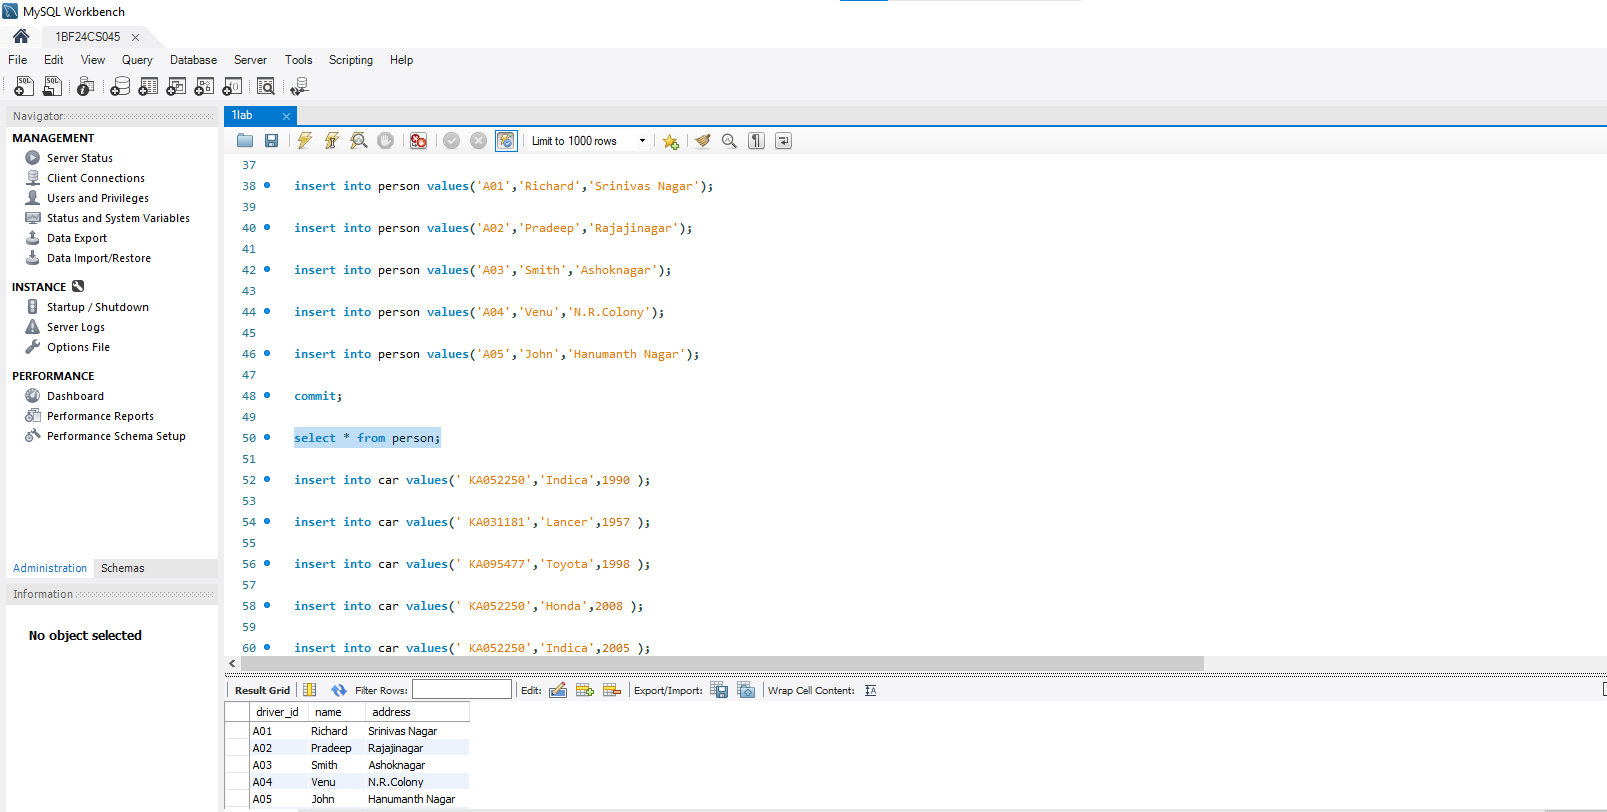 MySQL Workbench
1BF24CS045
File Edit View Query Database Server Tools Scripting Help
Navigator
MANAGEMENT
Server Status
Client Connections
Users and Privileges
Status and System Variables
Data Export
Data Import/Restore
INSTANCE
Startup / Shutdown
Server Logs
Options File
PERFORMANCE
Dashboard
Performance Reports
Performance Schema Setup
Administration Schemas
Information
No object selected
1lab
Limit to 1000 rows
37
38 insert into person values('A01','Richard','Srinivas Nagar');
39
40 insert into person values('A02','Pradeep','Rajajinagar');
41
42 insert into person values('A03','Smith','Ashoknagar');
43
44 insert into person values('A04','Venu','N.R.Colony');
45
46 insert into person values('A05','John','Hanumanth Nagar');
47
48 commit;
49
50 select * from person;
51
52 insert into car values(' KA052250','Indica',1990 );
53
54 insert into car values(' KA031181','Lancer',1957 );
55
56 insert into car values(' KA095477','Toyota',1998 );
57
58 insert into car values(' KA052250','Honda',2008 );
59
60 insert into car values(' KA052250','Indica',2005 );
Result Grid Filter Rows: Edit: Export/Import: Wrap Cell Content:
driver_id name address
A01 Richard Srinivas Nagar
A02 Pradeep Rajajinagar
A03 Smith Ashoknagar
A04 Venu N.R.Colony
A05 John Hanumanth Nagar